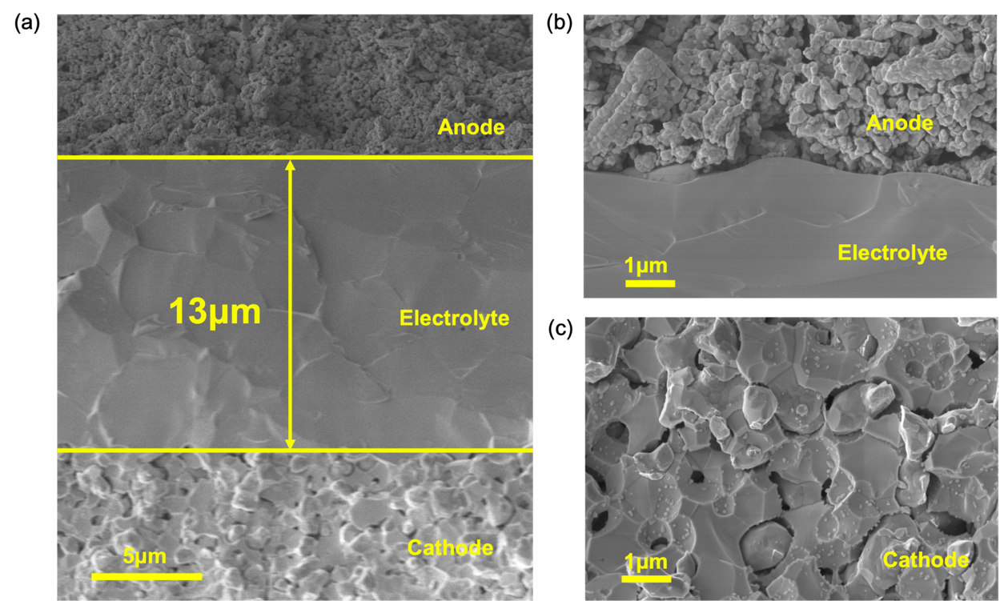 (a)
Anode
13µm
Electrolyte
5µm
Cathode
(b)
Anode
Electrolyte
1µm
(c)
1µm
Cathode